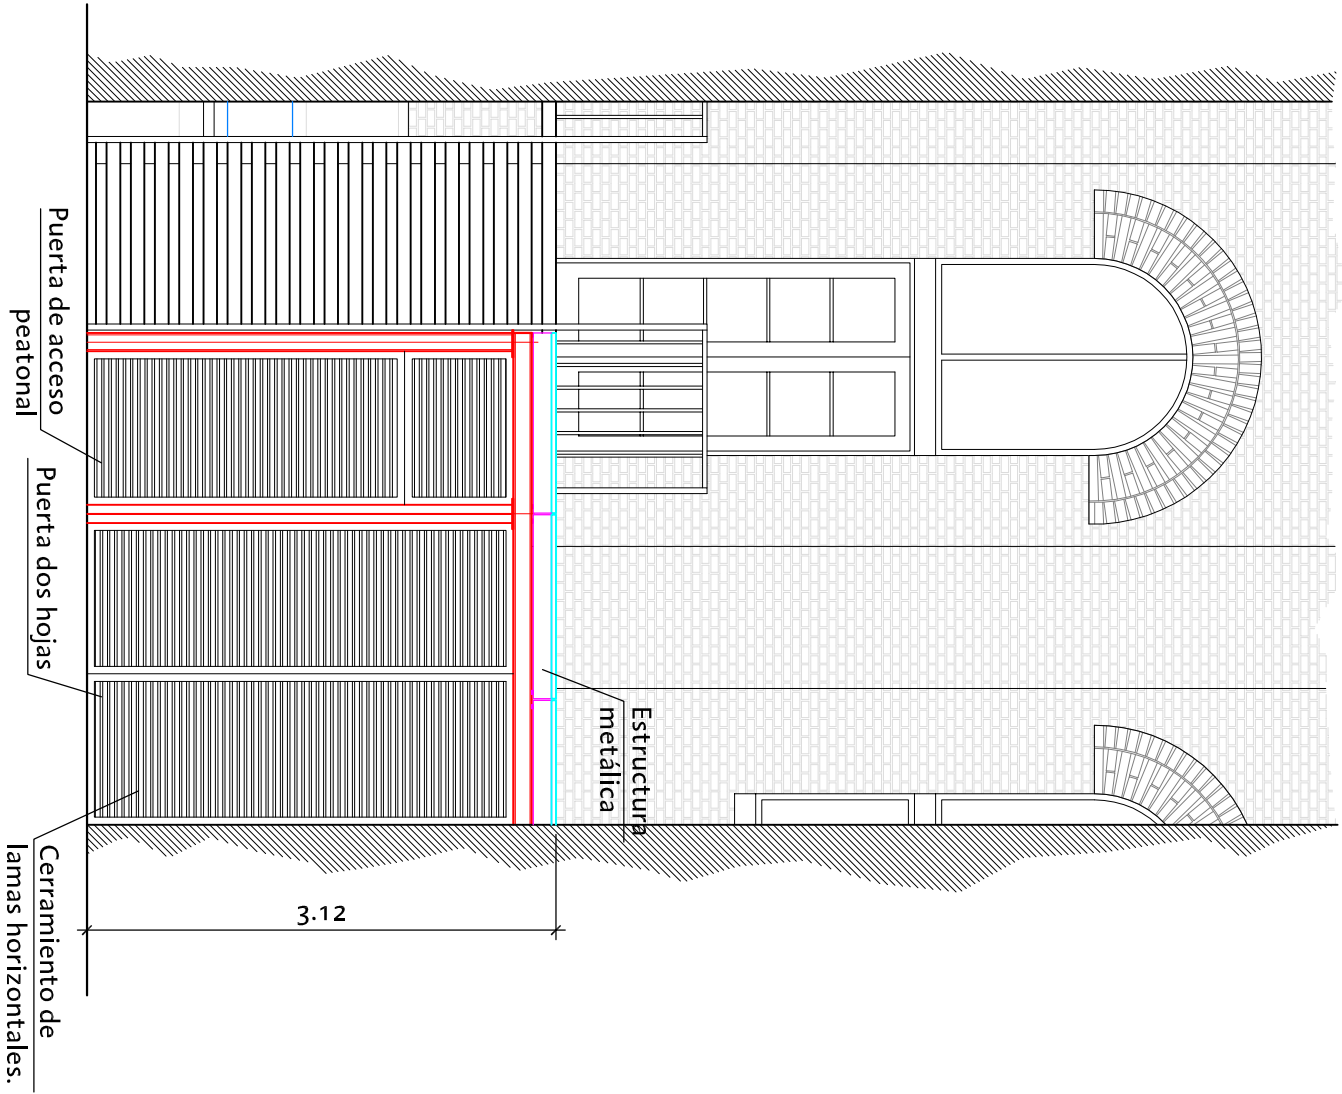 Puerta de acceso
peatonal
Puerta dos hojas
Estructura
metálica
Cerramiento de
lamas horizontales.
3.12